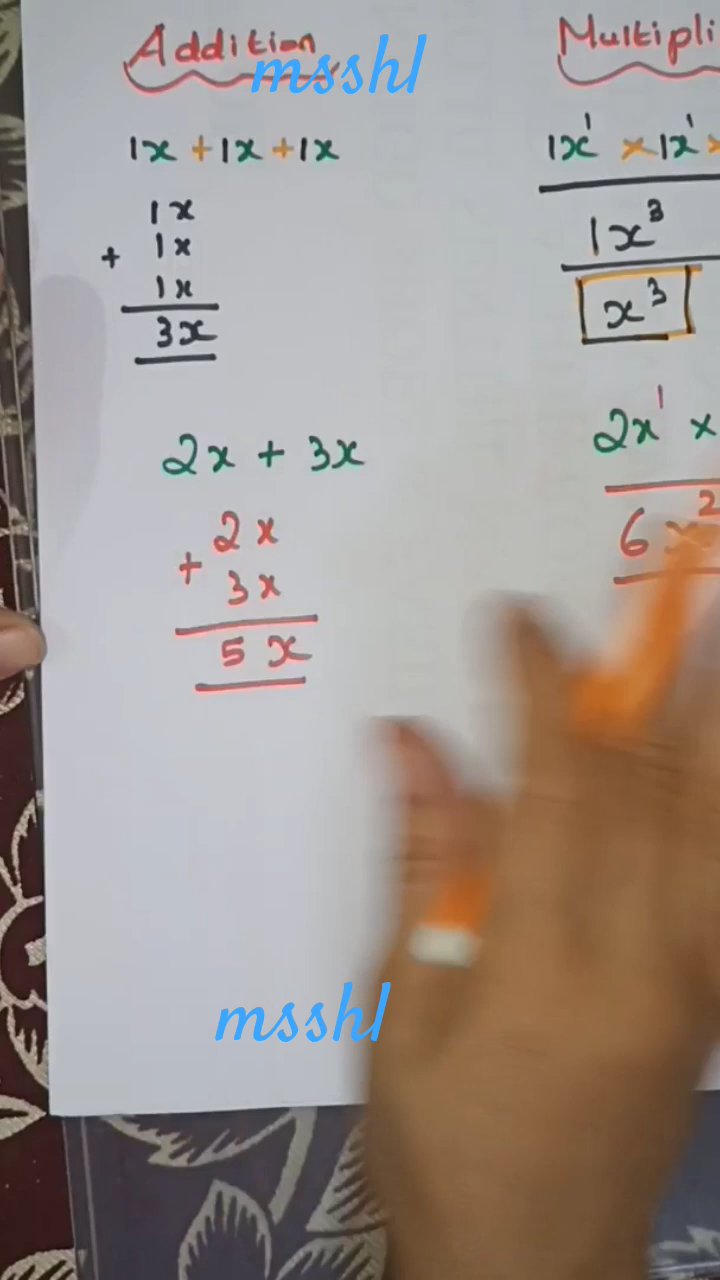 Addition
msshl
1x + 1x + 1x
1x
+ 1x
1x
3x
2x + 3x
+ 2x
3x
5x
Multipli
1x¹ × 1x¹ ×
1x³
x³
2x¹ ×
6x²
msshl